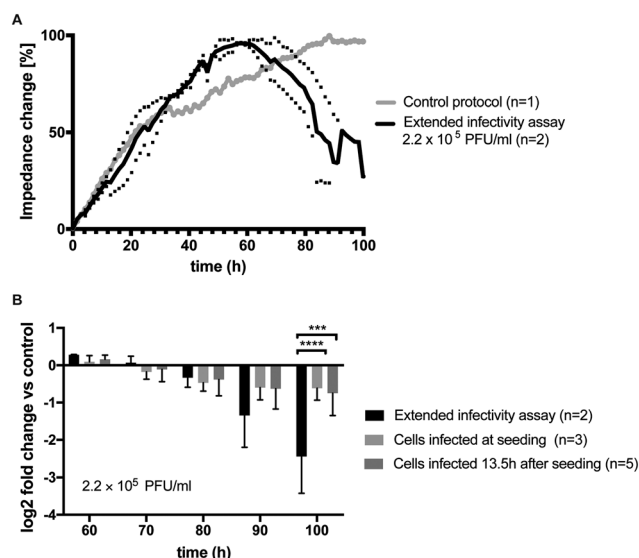 A
Impedance change [%]
100
50
0
0 20 40 60 80 100
time (h)
Control protocol (n=1)
Extended infectivity assay
2.2 x 10⁵ PFU/ml (n=2)
B
log2 fold change vs control
1
0
-1
-2
-3
-4
***
****
2.2 × 10⁵ PFU/ml
60 70 80 90 100
time (h)
Extended infectivity assay (n=2)
Cells infected at seeding (n=3)
Cells infected 13.5h after seeding (n=5)